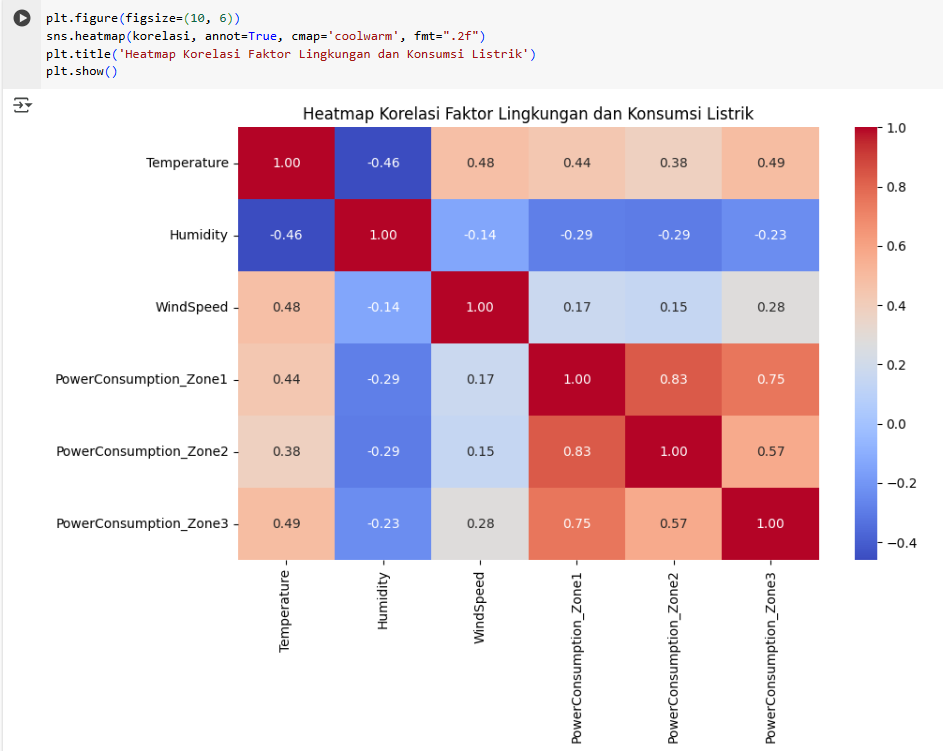 plt.figure(figsize=(10, 6))
sns.heatmap(korelasi, annot=True, cmap='coolwarm', fmt=".2f")
plt.title('Heatmap Korelasi Faktor Lingkungan dan Konsumsi Listrik')
plt.show()
Heatmap Korelasi Faktor Lingkungan dan Konsumsi Listrik
Temperature 1.00 -0.46 0.48 0.44 0.38 0.49
Humidity -0.46 1.00 -0.14 -0.29 -0.29 -0.23
WindSpeed 0.48 -0.14 1.00 0.17 0.15 0.28
PowerConsumption_Zone1 0.44 -0.29 0.17 1.00 0.83 0.75
PowerConsumption_Zone2 0.38 -0.29 0.15 0.83 1.00 0.57
PowerConsumption_Zone3 0.49 -0.23 0.28 0.75 0.57 1.00
Temperature
Humidity
WindSpeed
PowerConsumption_Zone1
PowerConsumption_Zone2
PowerConsumption_Zone3
1.0
0.8
0.6
0.4
0.2
0.0
−0.2
−0.4